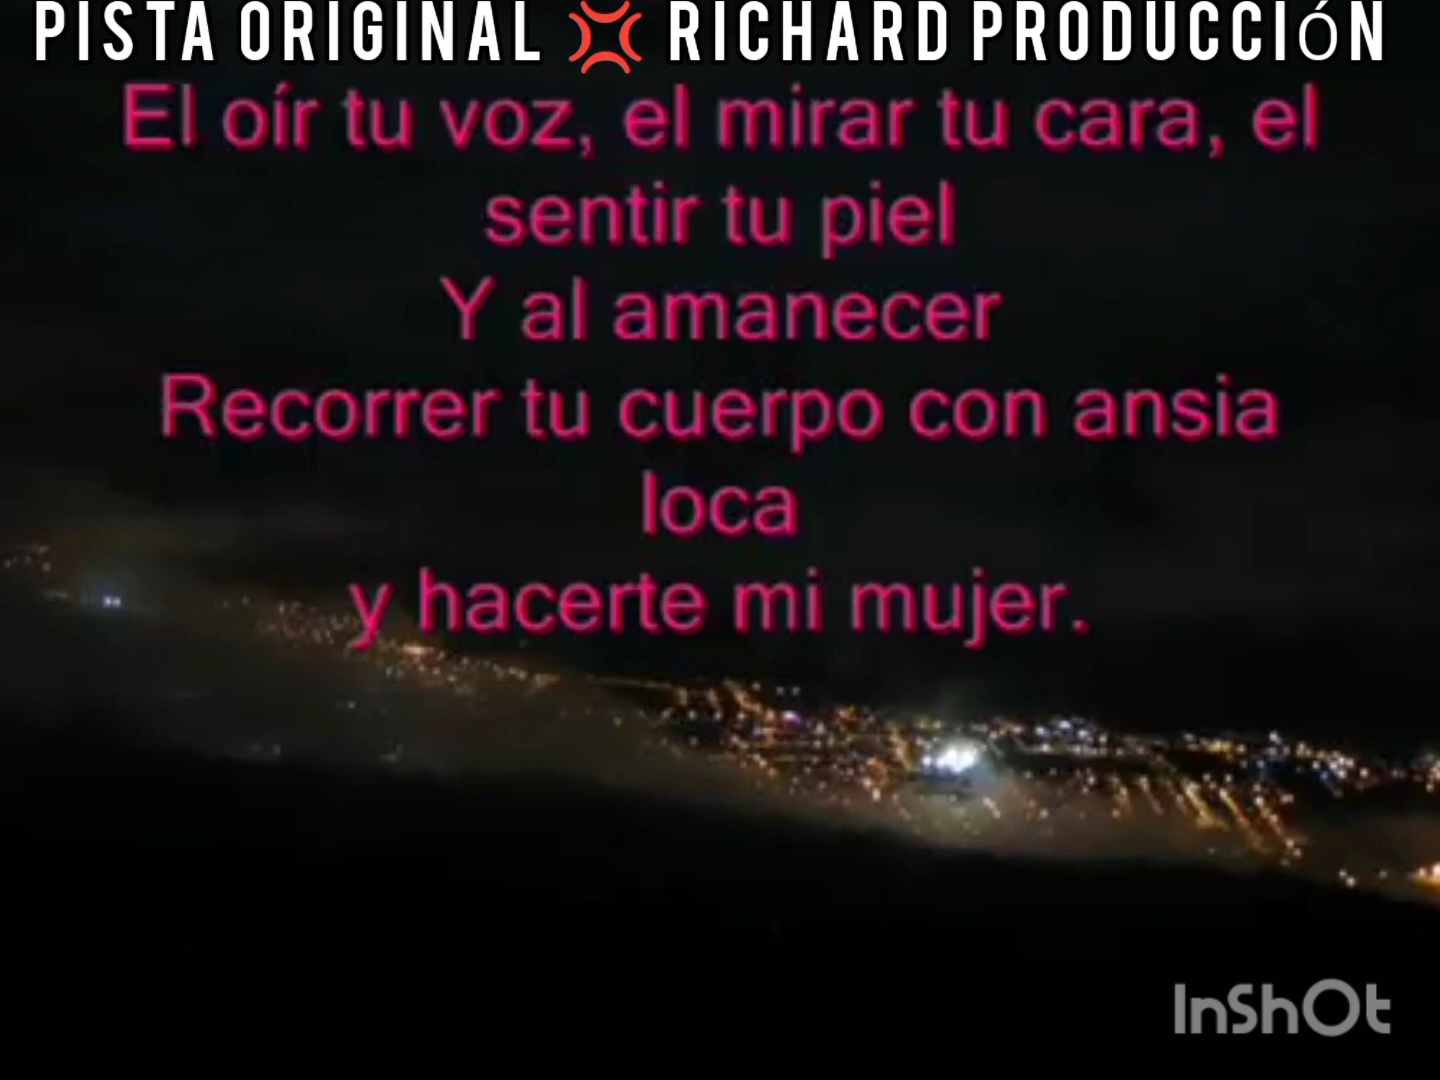 PISTA ORIGINAL 💢 RICHARD PRODUCCIÓN
El oír tu voz, el mirar tu cara, el
sentir tu piel
Y al amanecer
Recorrer tu cuerpo con ansia
loca
y hacerte mi mujer.
InShOt